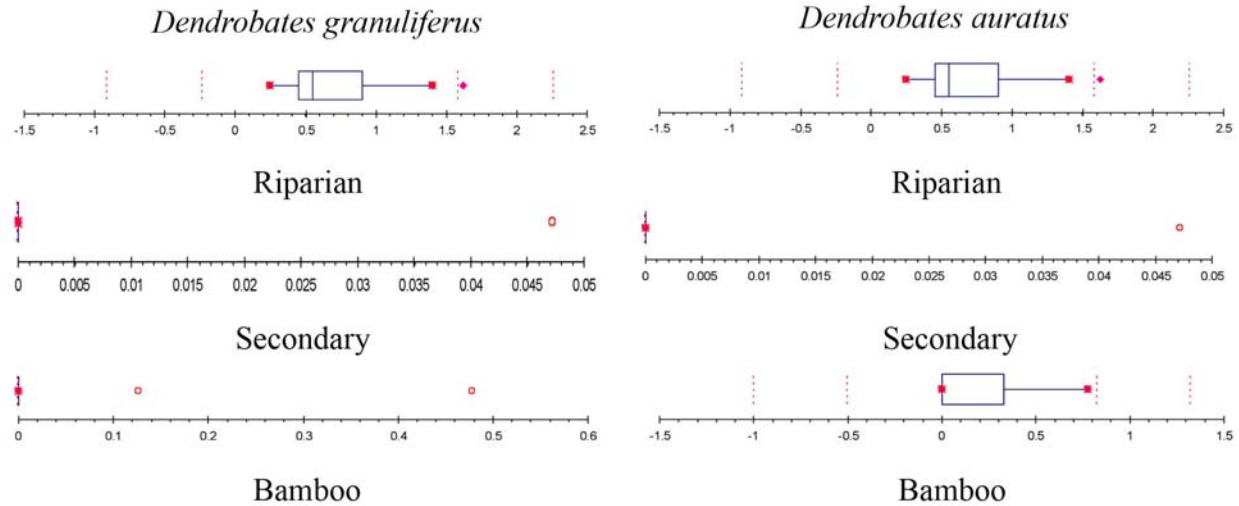 Dendrobates granuliferus
-1.5 -1 -0.5 0 0.5 1 1.5 2 2.5
Riparian
0 0.005 0.01 0.015 0.02 0.025 0.03 0.035 0.04 0.045 0.05
Secondary
0 0.1 0.2 0.3 0.4 0.5 0.6
Bamboo
Dendrobates auratus
-1.5 -1 -0.5 0 0.5 1 1.5 2 2.5
Riparian
0 0.005 0.01 0.015 0.02 0.025 0.03 0.035 0.04 0.045 0.05
Secondary
-1.5 -1 -0.5 0 0.5 1 1.5
Bamboo